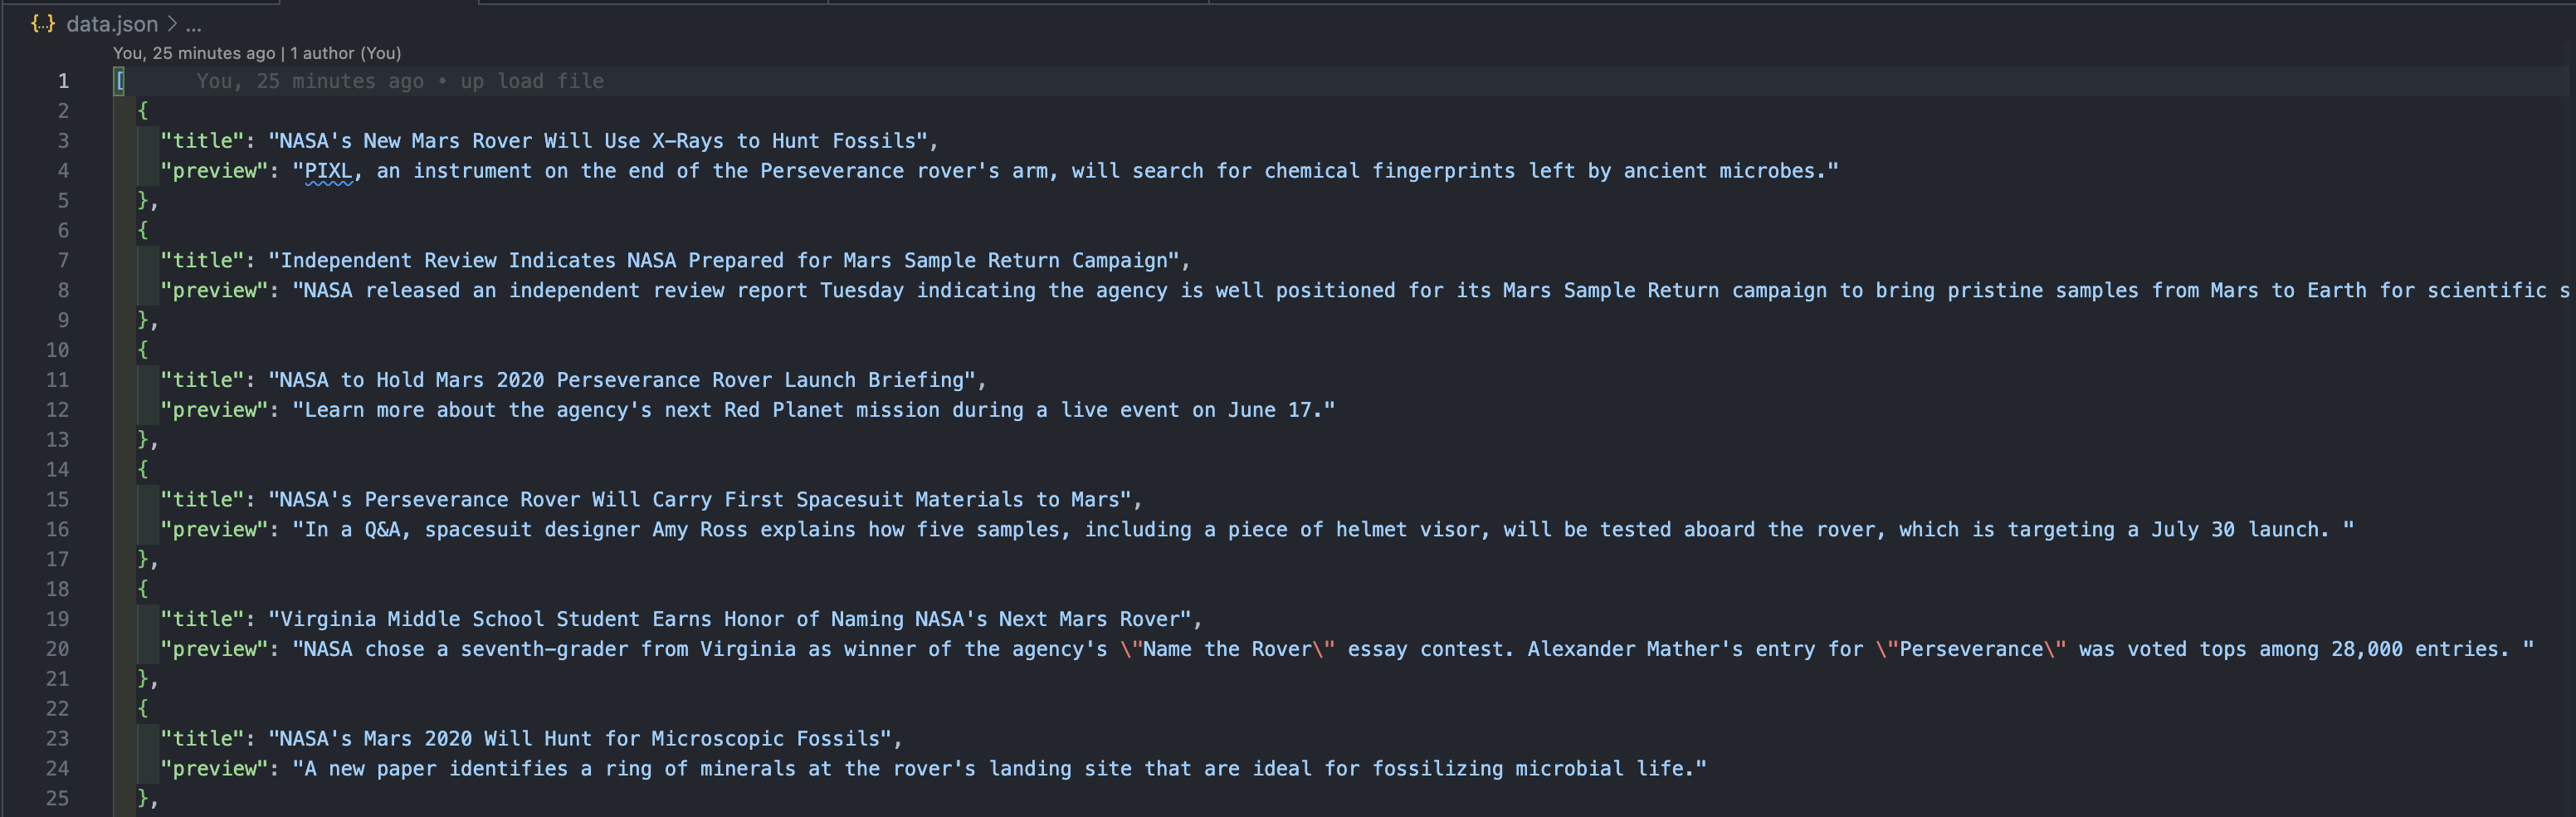 {..} data.json > ...
You, 25 minutes ago | 1 author (You)
1 [ You, 25 minutes ago • up load file
2 {
3 "title": "NASA's New Mars Rover Will Use X-Rays to Hunt Fossils",
4 "preview": "PIXL, an instrument on the end of the Perseverance rover's arm, will search for chemical fingerprints left by ancient microbes."
5 },
6 {
7 "title": "Independent Review Indicates NASA Prepared for Mars Sample Return Campaign",
8 "preview": "NASA released an independent review report Tuesday indicating the agency is well positioned for its Mars Sample Return campaign to bring pristine samples from Mars to Earth for scientific s
9 },
10 {
11 "title": "NASA to Hold Mars 2020 Perseverance Rover Launch Briefing",
12 "preview": "Learn more about the agency's next Red Planet mission during a live event on June 17."
13 },
14 {
15 "title": "NASA's Perseverance Rover Will Carry First Spacesuit Materials to Mars",
16 "preview": "In a Q&A, spacesuit designer Amy Ross explains how five samples, including a piece of helmet visor, will be tested aboard the rover, which is targeting a July 30 launch. "
17 },
18 {
19 "title": "Virginia Middle School Student Earns Honor of Naming NASA's Next Mars Rover",
20 "preview": "NASA chose a seventh-grader from Virginia as winner of the agency's \"Name the Rover\" essay contest. Alexander Mather's entry for \"Perseverance\" was voted tops among 28,000 entries. "
21 },
22 {
23 "title": "NASA's Mars 2020 Will Hunt for Microscopic Fossils",
24 "preview": "A new paper identifies a ring of minerals at the rover's landing site that are ideal for fossilizing microbial life."
25 },